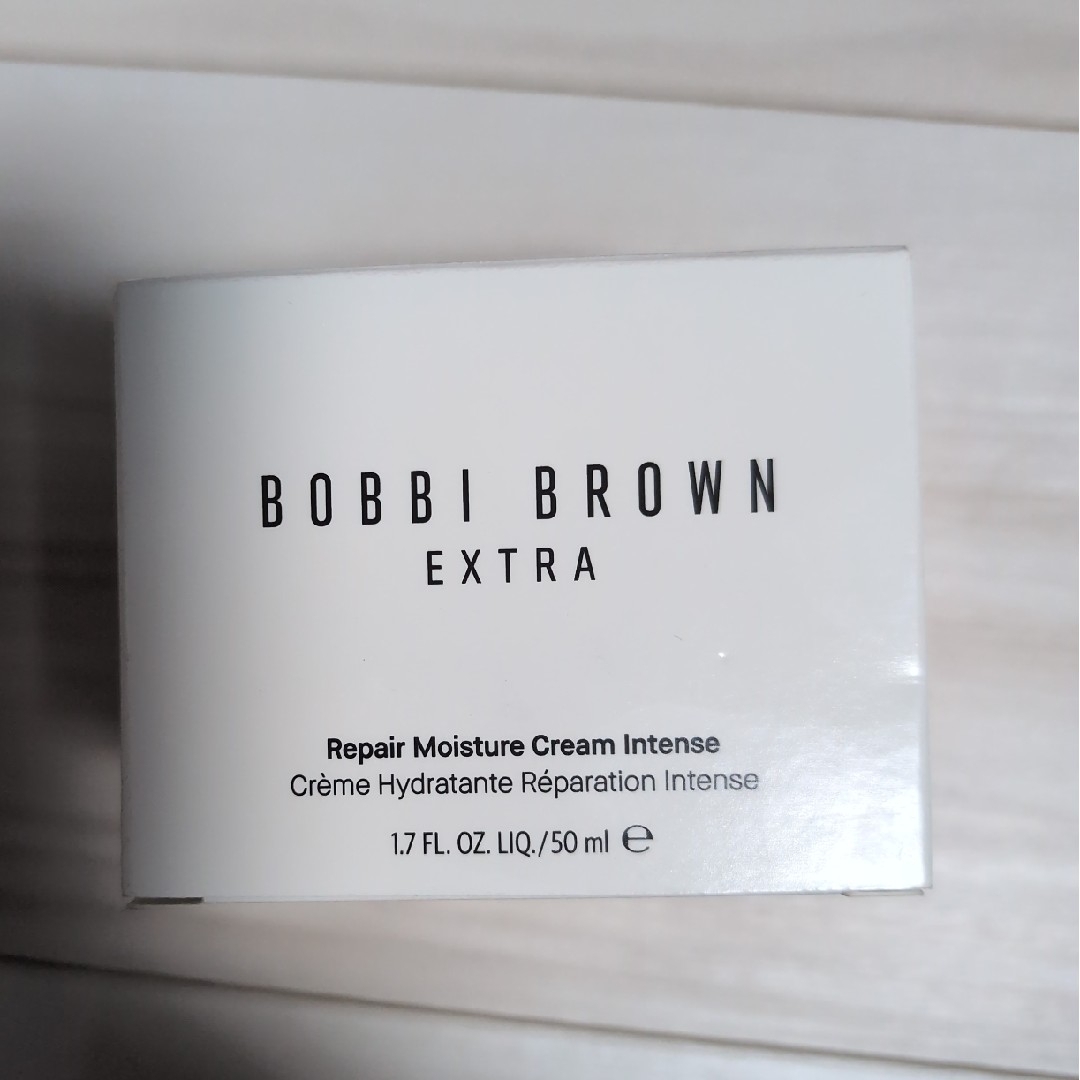 BOBBI BROWN
EXTRA
Repair Moisture Cream Intense
Crème Hydratante Réparation Intense
1.7 FL. OZ. LIQ./50 ml ℮